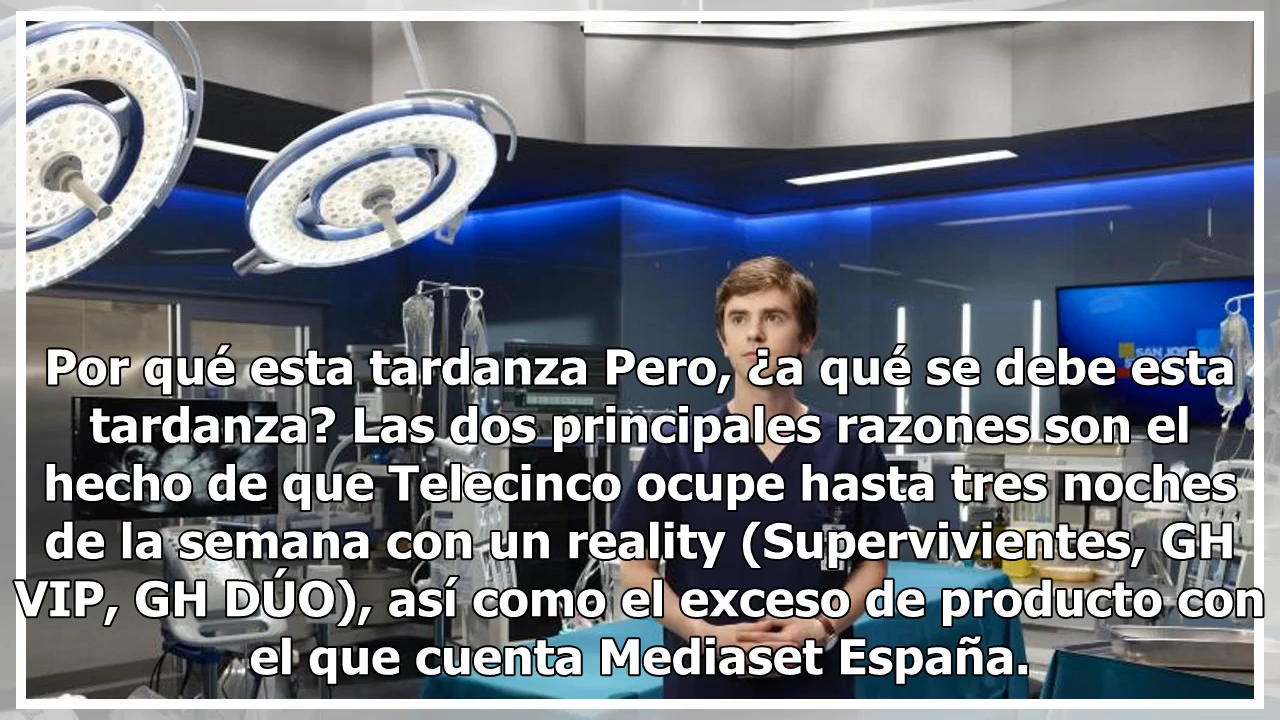 Por qué esta tardanza Pero, ¿a qué se debe esta
tardanza? Las dos principales razones son el
hecho de que Telecinco ocupe hasta tres noches
de la semana con un reality (Supervivientes, GH
VIP, GH DÚO), así como el exceso de producto con
el que cuenta Mediaset España.
SAN JOSE